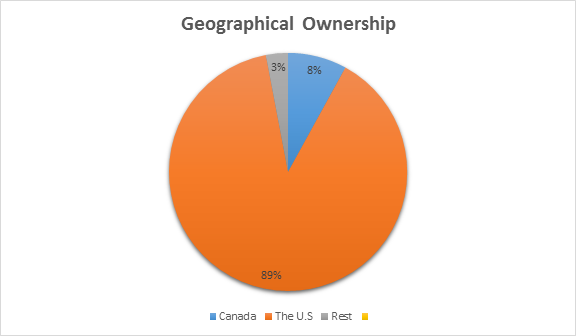 Geographical Ownership
3%
8%
89%
Canada The U.S Rest